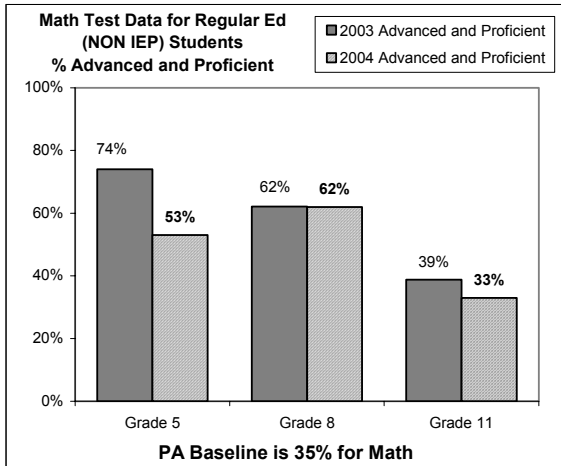 Math Test Data for Regular Ed
(NON IEP) Students
% Advanced and Proficient
2003 Advanced and Proficient
2004 Advanced and Proficient
100%
80%
60%
40%
20%
0%
74%
53%
62%
62%
39%
33%
Grade 5
Grade 8
Grade 11
PA Baseline is 35% for Math